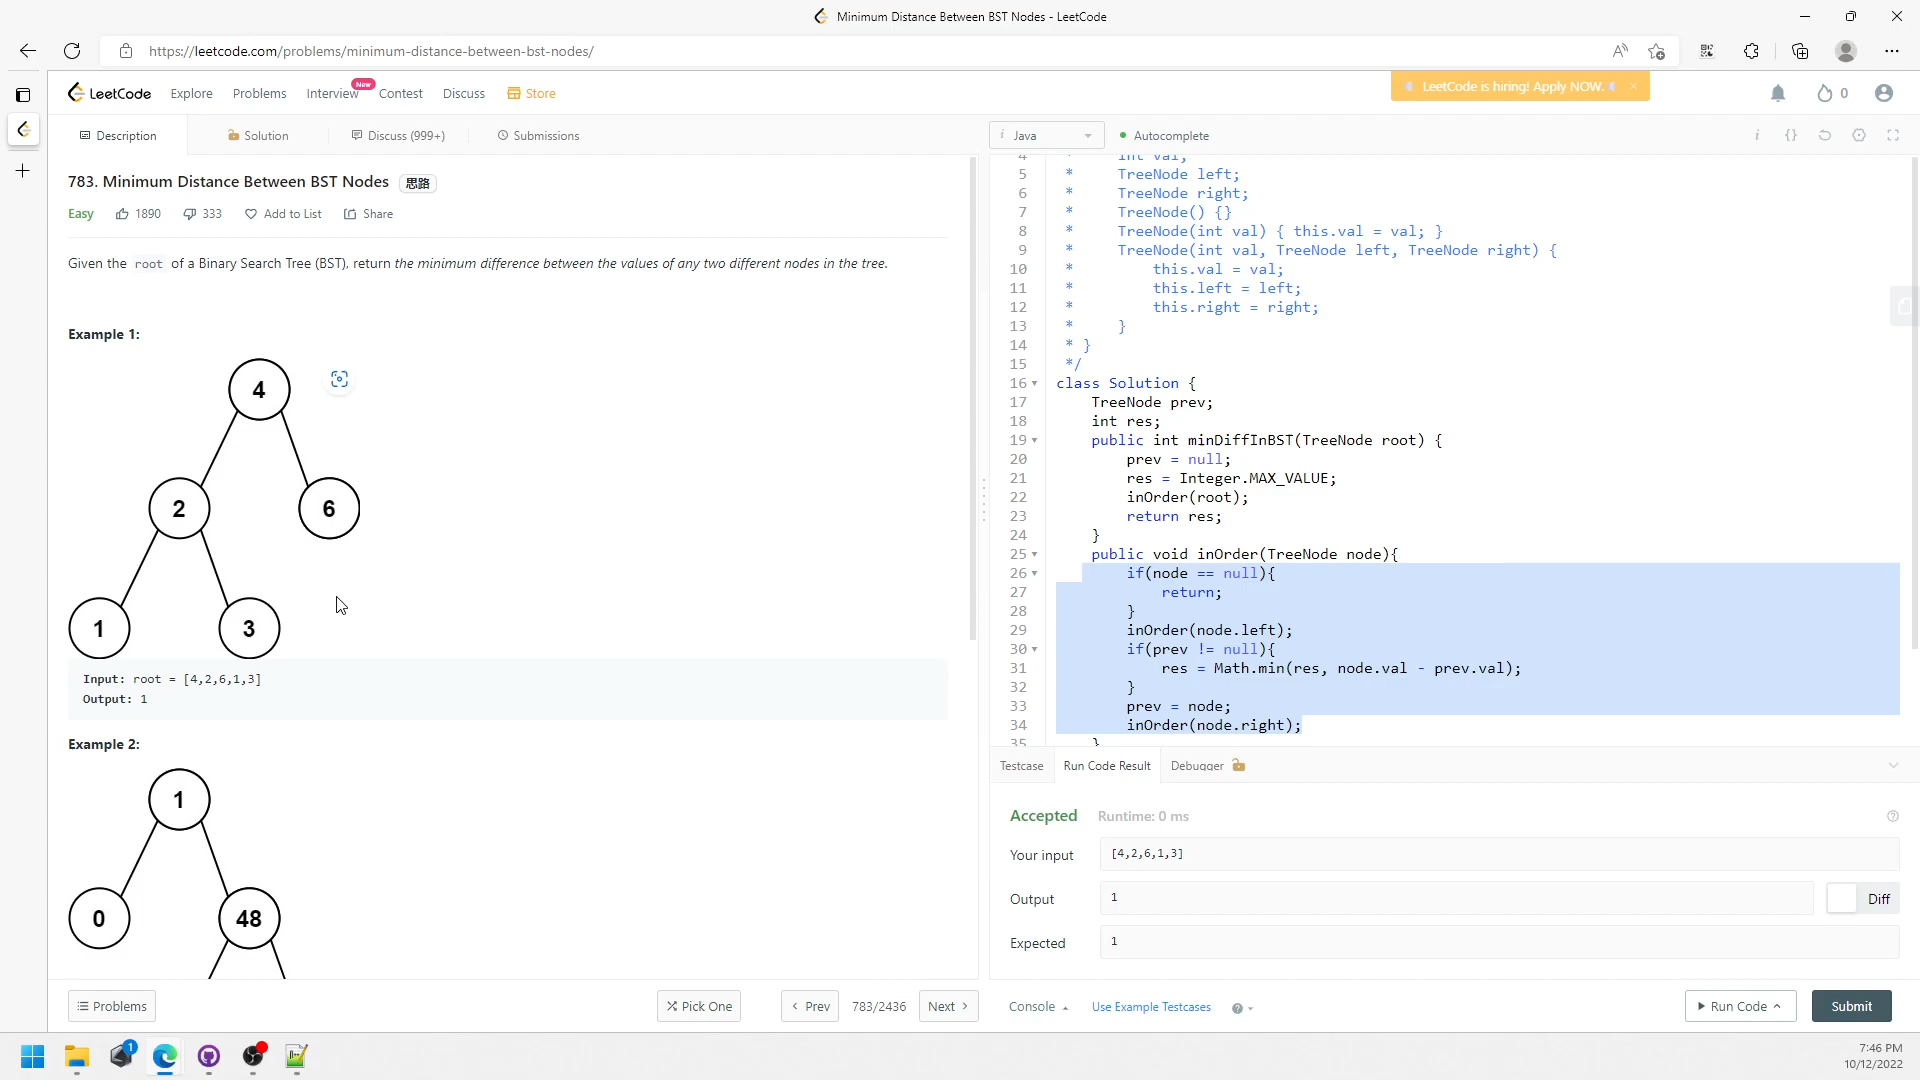 Minimum Distance Between BST Nodes - LeetCode
https://leetcode.com/problems/minimum-distance-between-bst-nodes/
LeetCode Explore Problems Interview New Contest Discuss Store
LeetCode is hiring! Apply NOW. ×
0
Description Solution Discuss (999+) Submissions
783. Minimum Distance Between BST Nodes 思路
Easy 1890 333 Add to List Share
Given the root of a Binary Search Tree (BST), return the minimum difference between the values of any two different nodes in the tree.
Example 1:
4
2 6
1 3
Input: root = [4,2,6,1,3]
Output: 1
Example 2:
1
0 48
Problems Pick One < Prev 783/2436 Next >
i Java Autocomplete
i {}
4 * int val;
5 * TreeNode left;
6 * TreeNode right;
7 * TreeNode() {}
8 * TreeNode(int val) { this.val = val; }
9 * TreeNode(int val, TreeNode left, TreeNode right) {
10 * this.val = val;
11 * this.left = left;
12 * this.right = right;
13 * }
14 * }
15 */
16 class Solution {
17 TreeNode prev;
18 int res;
19 public int minDiffInBST(TreeNode root) {
20 prev = null;
21 res = Integer.MAX_VALUE;
22 inOrder(root);
23 return res;
24 }
25 public void inOrder(TreeNode node){
26 if(node == null){
27 return;
28 }
29 inOrder(node.left);
30 if(prev != null){
31 res = Math.min(res, node.val - prev.val);
32 }
33 prev = node;
34 inOrder(node.right);
35 }
Testcase Run Code Result Debugger
Accepted Runtime: 0 ms
Your input [4,2,6,1,3]
Output 1 Diff
Expected 1
Console Use Example Testcases Run Code Submit
1
7:46 PM
10/12/2022